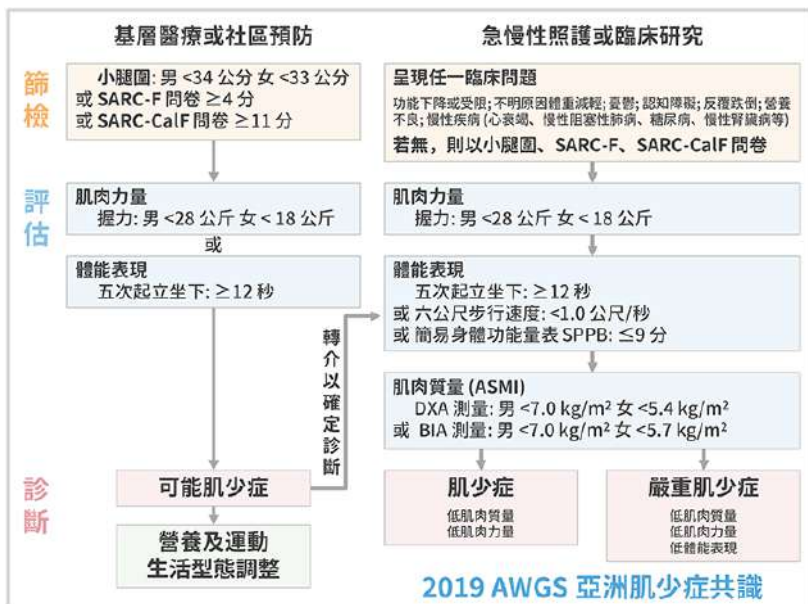 基層醫療或社區預防
急慢性照護或臨床研究
篩檢
小腿圍: 男 <34 公分 女 <33 公分
或 SARC-F 問卷 ≥4 分
或 SARC-CalF 問卷 ≥11 分
呈現任一臨床問題
功能下降或受限; 不明原因體重減輕; 憂鬱; 認知障礙; 反覆跌倒; 營養
不良; 慢性疾病 (心衰竭、慢性阻塞性肺病、糖尿病、慢性腎臟病等)
若無，則以小腿圍、SARC-F、SARC-CalF 問卷
評估
肌肉力量
握力: 男 <28 公斤 女 < 18 公斤
或
體能表現
五次起立坐下: ≥12 秒
肌肉力量
握力: 男 <28 公斤 女 < 18 公斤
體能表現
五次起立坐下: ≥12 秒
或 六公尺步行速度: <1.0 公尺/秒
或 簡易身體功能量表 SPPB: ≤9 分
轉介以確定診斷
肌肉質量 (ASMI)
DXA 測量: 男 <7.0 kg/m² 女 <5.4 kg/m²
或 BIA 測量: 男 <7.0 kg/m² 女 <5.7 kg/m²
診斷
可能肌少症
營養及運動
生活型態調整
肌少症
低肌肉質量
低肌肉力量
嚴重肌少症
低肌肉質量
低肌肉力量
低體能表現
2019 AWGS 亞洲肌少症共識